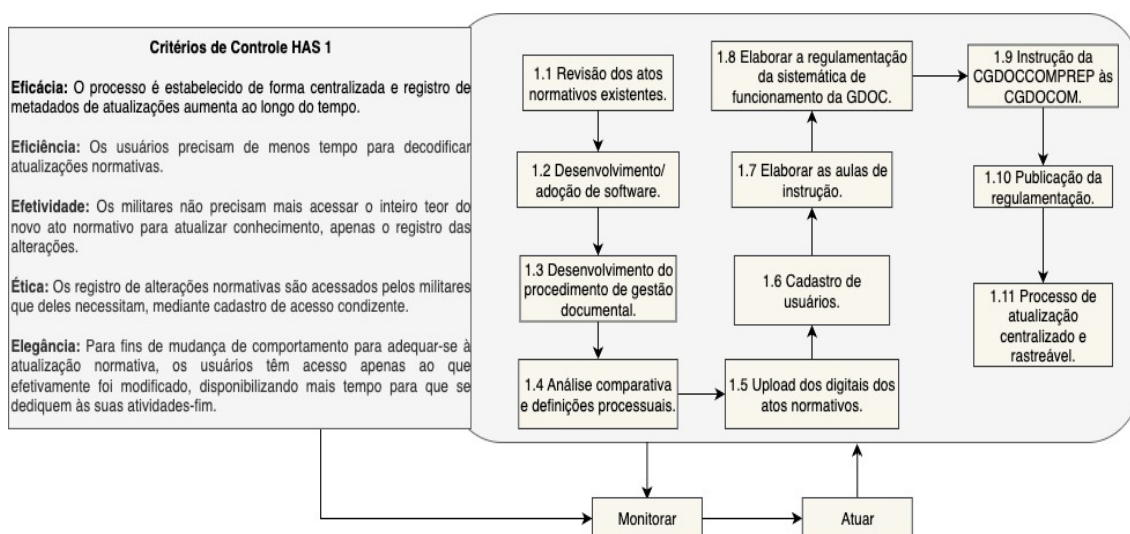 Critérios de Controle HAS 1
Eficácia: O processo é estabelecido de forma centralizada e registro de
metadados de atualizações aumenta ao longo do tempo.
Eficiência: Os usuários precisam de menos tempo para decodificar
atualizações normativas.
Efetividade: Os militares não precisam mais acessar o inteiro teor do
novo ato normativo para atualizar conhecimento, apenas o registro das
alterações.
Ética: Os registro de alterações normativas são acessados pelos militares
que deles necessitam, mediante cadastro de acesso condizente.
Elegância: Para fins de mudança de comportamento para adequar-se à
atualização normativa, os usuários têm acesso apenas ao que
efetivamente foi modificado, disponibilizando mais tempo para que se
dediquem às suas atividades-fim.
1.1 Revisão dos atos
normativos existentes.
1.2 Desenvolvimento/
adoção de software.
1.3 Desenvolvimento do
procedimento de gestão
documental.
1.4 Análise comparativa
e definições processuais.
1.5 Upload dos digitais dos
atos normativos.
1.6 Cadastro de
usuários.
1.7 Elaborar as aulas de
instrução.
1.8 Elaborar a regulamentação
da sistemática de
funcionamento da GDOC.
1.9 Instrução da
CGDOCCOMPREP às
CGDOCOM.
1.10 Publicação da
regulamentação.
1.11 Processo de
atualização
centralizado e
rastreável.
Monitorar
Atuar